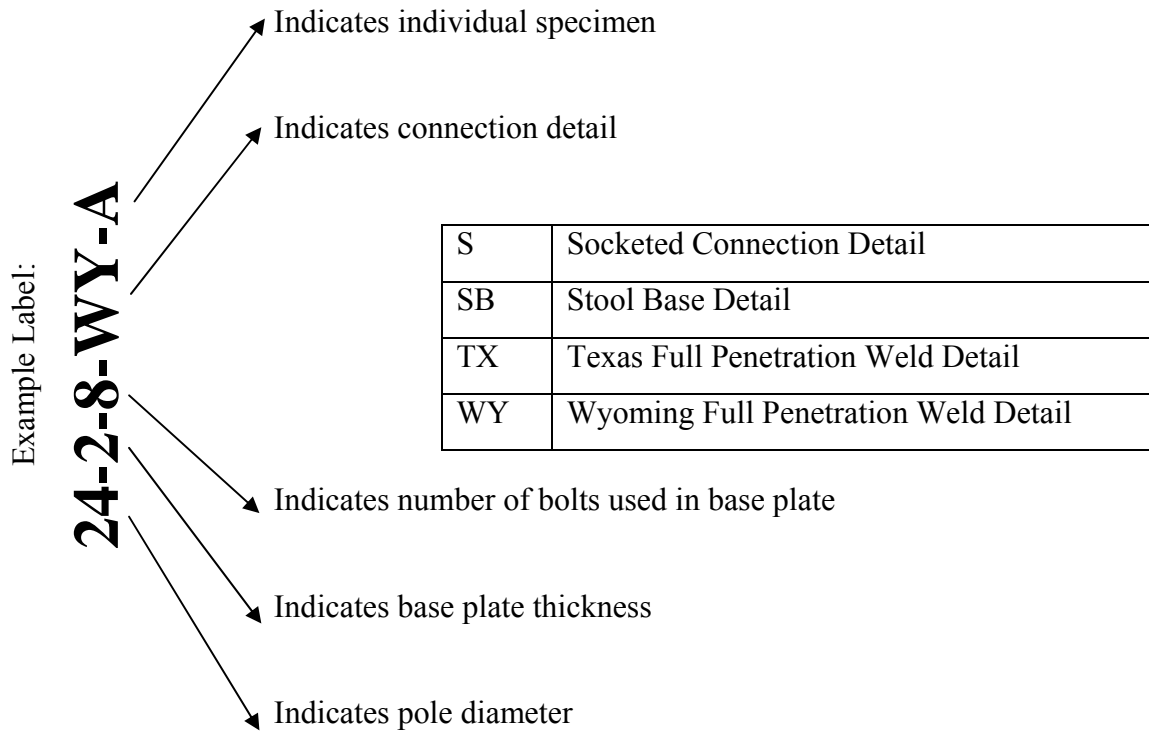 Indicates individual specimen
Indicates connection detail
Example Label:
24-2-8-WY-A
S Socketed Connection Detail
SB Stool Base Detail
TX Texas Full Penetration Weld Detail
WY Wyoming Full Penetration Weld Detail
Indicates number of bolts used in base plate
Indicates base plate thickness
Indicates pole diameter